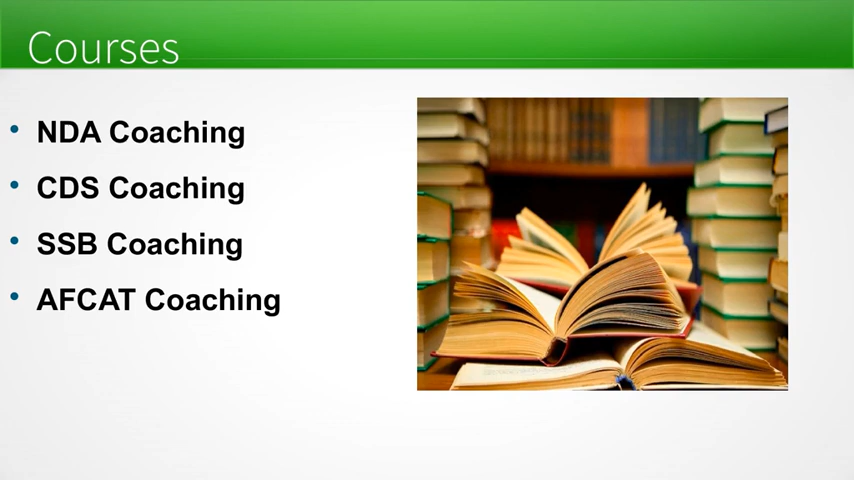 Courses
NDA Coaching
CDS Coaching
SSB Coaching
AFCAT Coaching